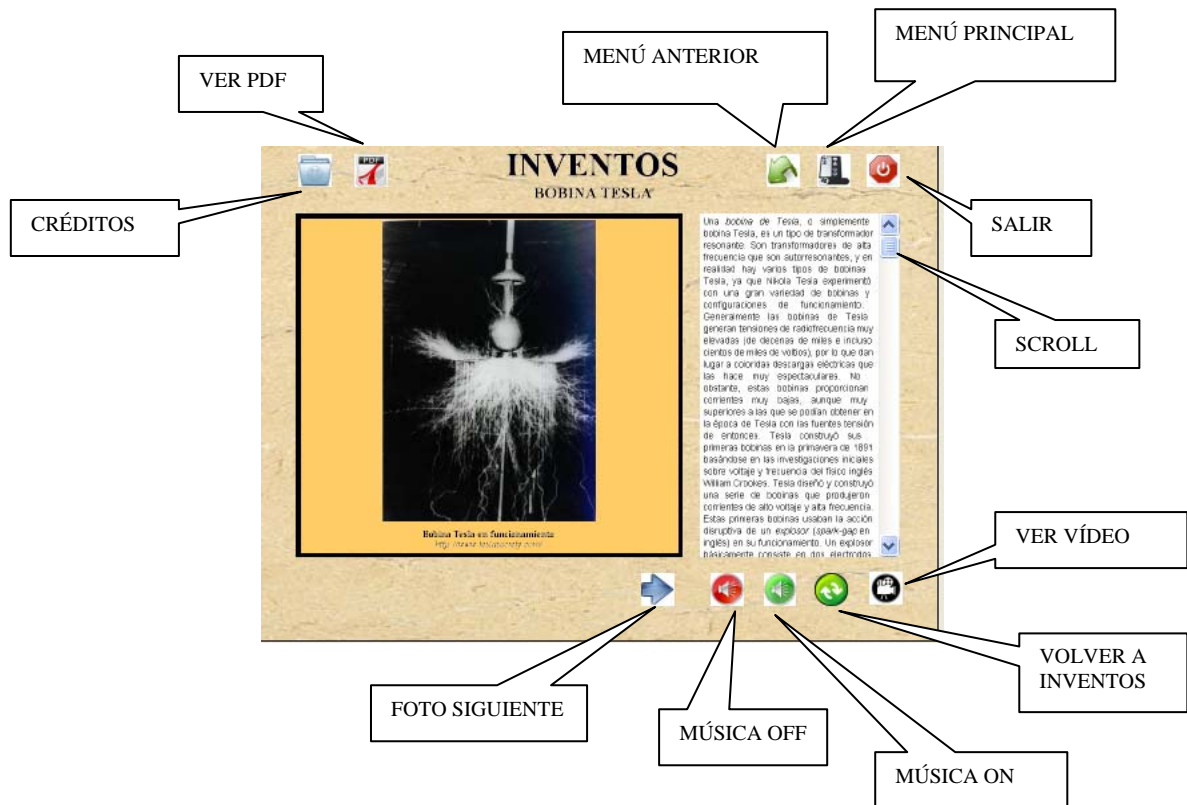 MENÚ PRINCIPAL
MENÚ ANTERIOR
VER PDF
PDF
INVENTOS
BOBINA TESLA
CRÉDITOS
SALIR
SCROLL
Una bobina de Tesla, o simplemente
bobina Tesla, es un tipo de transformador
resonante. Son transformadores de alta
frecuencia que son autorresonantes, y en
realidad hay varios tipos de bobinas
Tesla, ya que Nikola Tesla experimentó
con una gran variedad de bobinas y
configuraciones de funcionamiento.
Generalmente las bobinas de Tesla
generan tensiones de radiofrecuencia muy
elevadas (de decenas de miles e incluso
cientos de miles de voltios), por lo que dan
lugar a coloridas descargas eléctricas que
las hace muy espectaculares. No
obstante, estas bobinas proporcionan
corrientes muy bajas, aunque muy
superiores a las que se podían obtener en
la época de Tesla con las fuentes tensión
de entonces. Tesla construyó sus
primeras bobinas en la primavera de 1891
basándose en las investigaciones iniciales
sobre voltaje y frecuencia del físico inglés
William Crookes. Tesla diseñó y construyó
una serie de bobinas que produjeron
corrientes de alto voltaje y alta frecuencia.
Estas primeras bobinas usaban la acción
disruptiva de un explosor (spark-gap en
inglés) en su funcionamiento. Un explosor
básicamente consiste en dos electrodos
Bobina Tesla en funcionamiento
VER VÍDEO
VOLVER A
INVENTOS
FOTO SIGUIENTE
MÚSICA OFF
MÚSICA ON